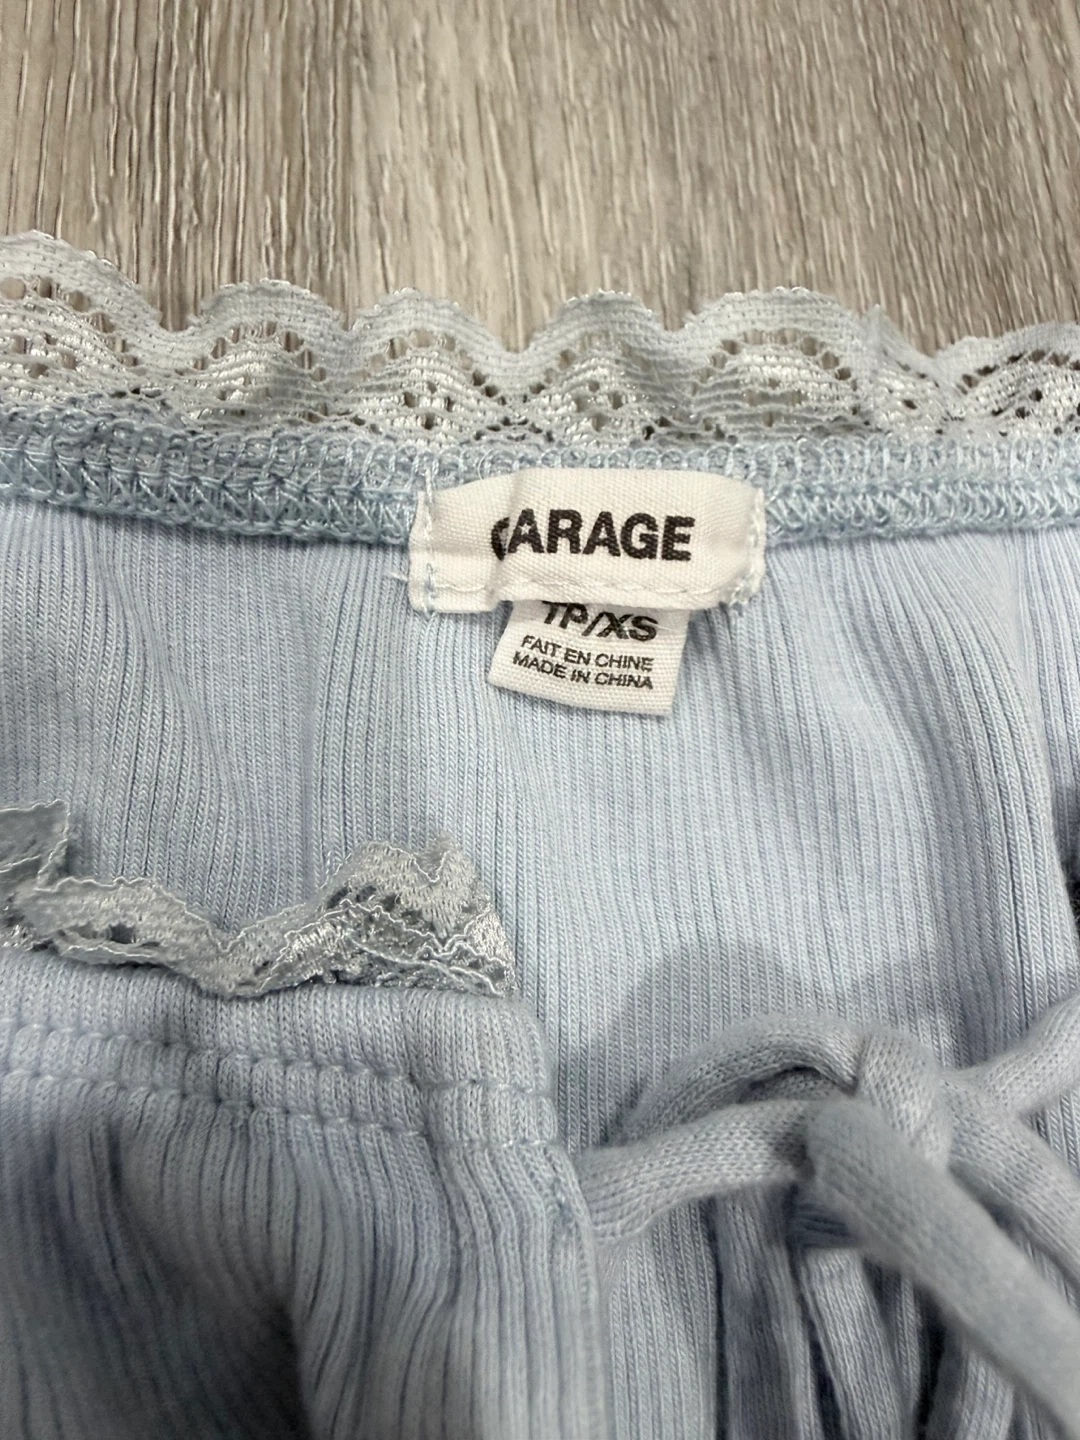 GARAGE
TP/XS
FAIT EN CHINE
MADE IN CHINA